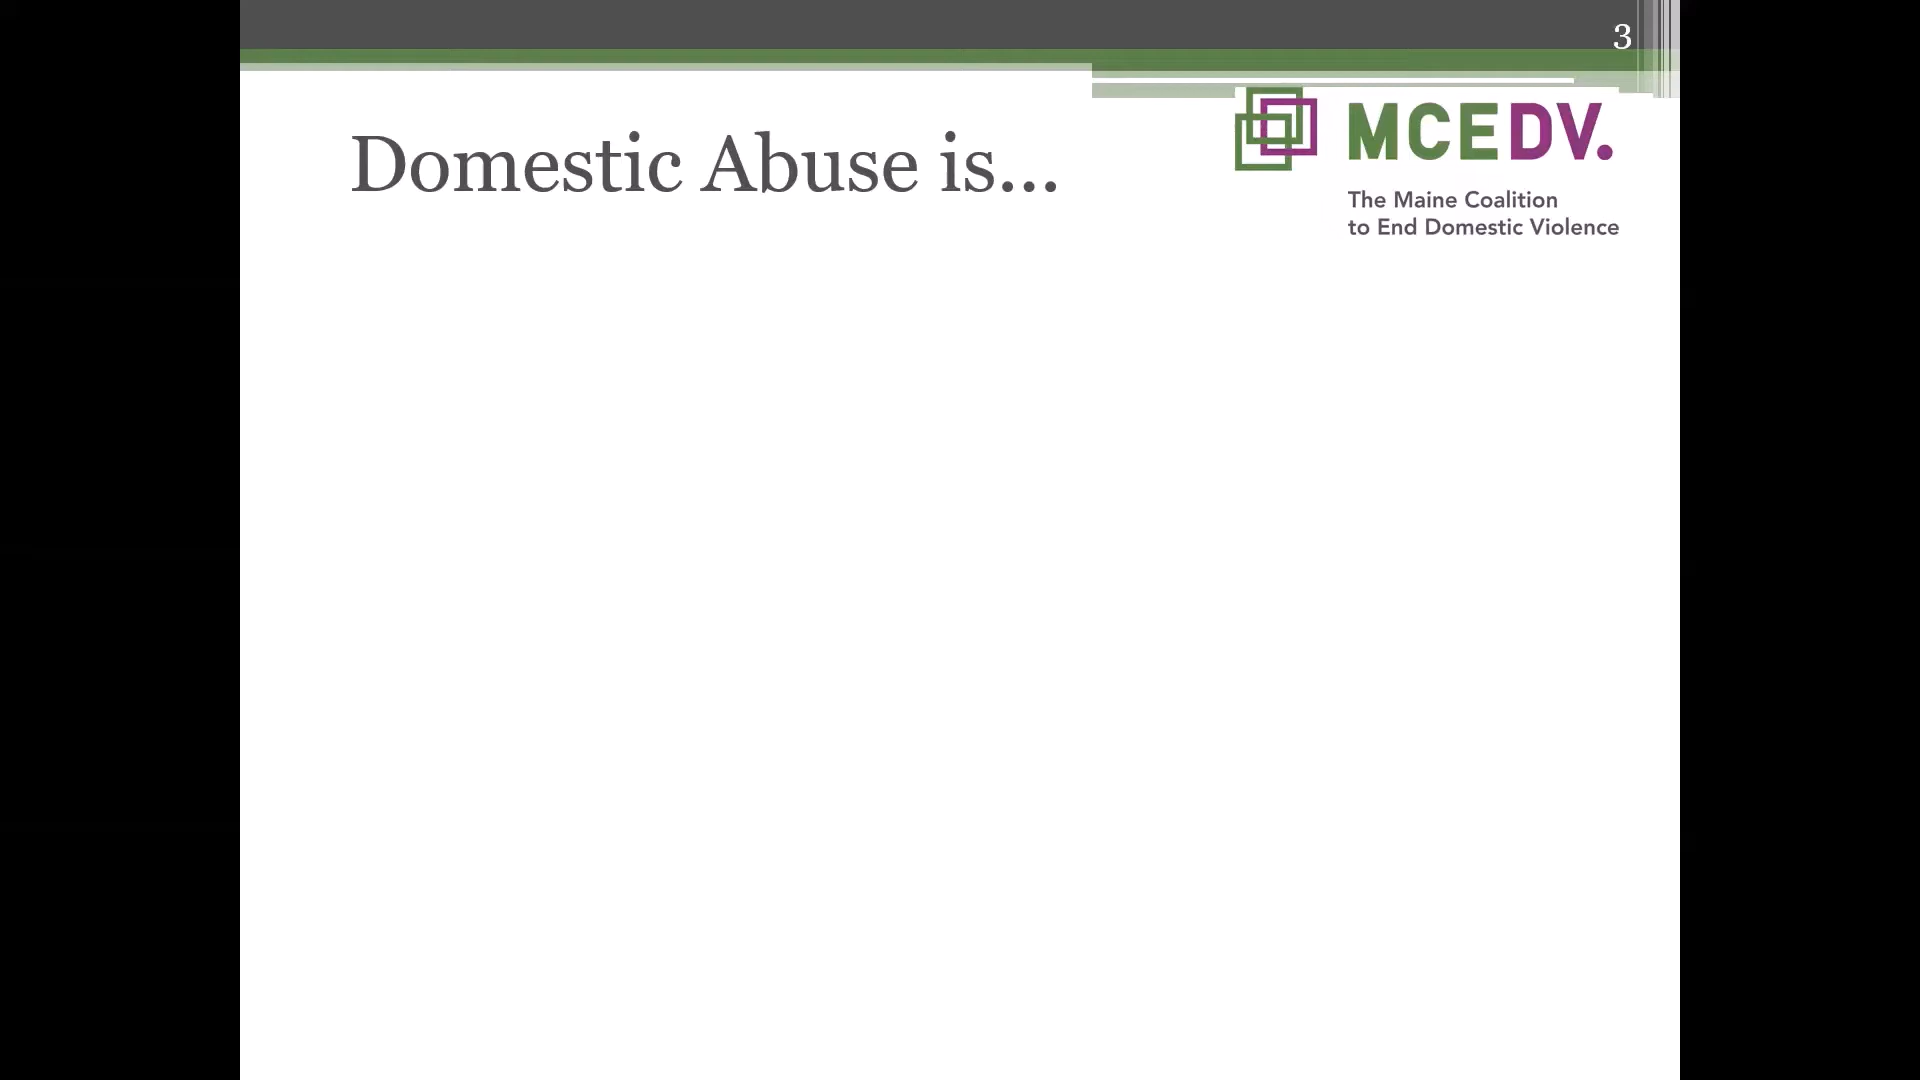 3
Domestic Abuse is...
MCEDV.
The Maine Coalition
to End Domestic Violence